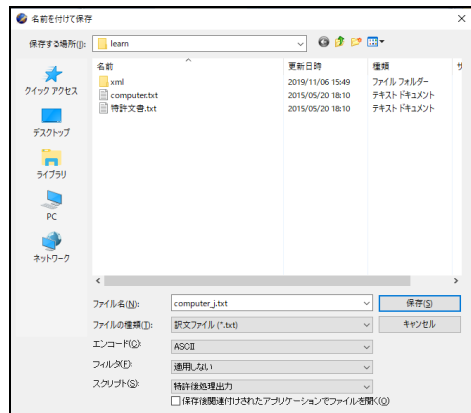 名前を付けて保存
保存する場所(I):
learn
クイック アクセス
デスクトップ
ライブラリ
PC
ネットワーク
名前
更新日時
種類
サ
xml
2019/11/06 15:49
ファイル フォルダー
computer.txt
2015/05/20 18:10
テキスト ドキュメント
特許文書.txt
2015/05/20 18:10
テキスト ドキュメント
ファイル名(N):
computer_j.txt
保存(S)
ファイルの種類(T):
訳文ファイル (*.txt)
キャンセル
エンコード(C):
ASCII
フィルタ(F):
適用しない
スクリプト(S):
特許後処理出力
保存後関連付けされたアプリケーションでファイルを開く(O)